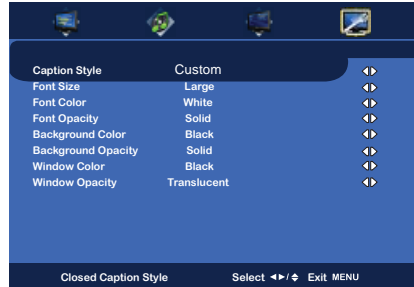 Caption Style Custom
Font Size Large
Font Color White
Font Opacity Solid
Background Color Black
Background Opacity Solid
Window Color Black
Window Opacity Translucent
Closed Caption Style Select ◄►/⬍ Exit MENU